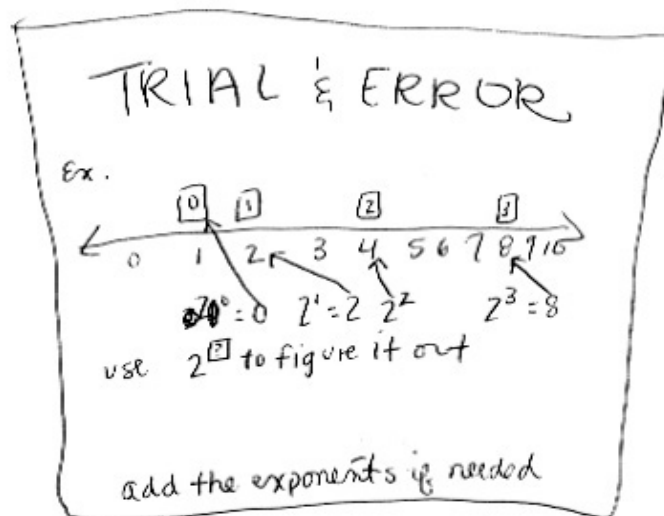 TRIAL & ERROR
Ex.
0 1 2 3
0 1 2 3 4 5 6 7 8 9 10
2⁰=0 2¹=2 2² 2³=8
use 2^? to figure it out
add the exponents if needed